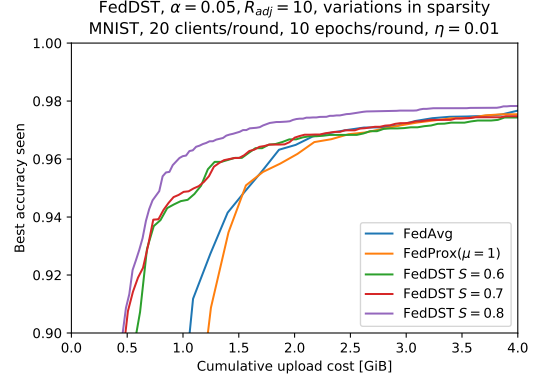 FedDST, α = 0.05, R_adj = 10, variations in sparsity
MNIST, 20 clients/round, 10 epochs/round, η = 0.01
1.00
0.98
0.96
0.94
0.92
0.90
Best accuracy seen
FedAvg
FedProx(μ = 1)
FedDST S = 0.6
FedDST S = 0.7
FedDST S = 0.8
0.0 0.5 1.0 1.5 2.0 2.5 3.0 3.5 4.0
Cumulative upload cost [GiB]